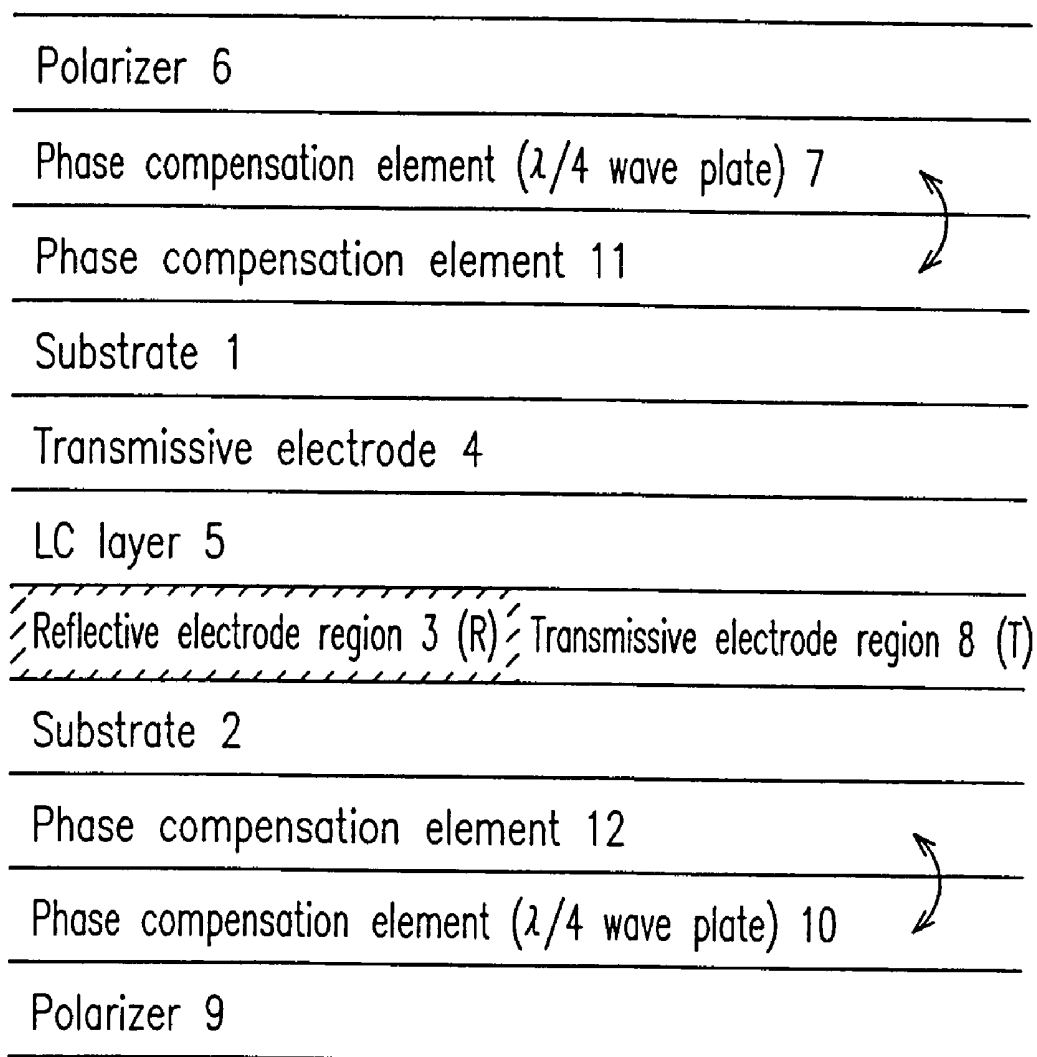 Polarizer 6
Phase compensation element (λ/4 wave plate) 7
Phase compensation element 11
Substrate 1
Transmissive electrode 4
LC layer 5
Reflective electrode region 3 (R) Transmissive electrode region 8 (T)
Substrate 2
Phase compensation element 12
Phase compensation element (λ/4 wave plate) 10
Polarizer 9